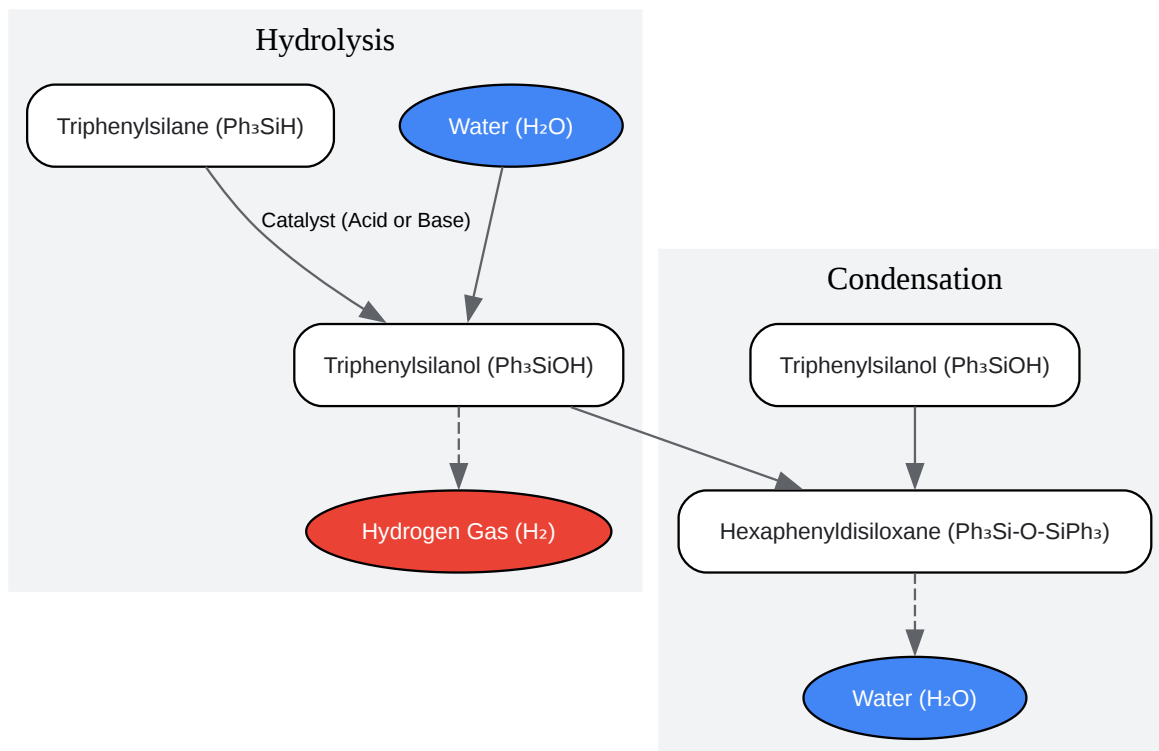 Hydrolysis
Triphenylsilane (Ph₃SiH)
Water (H₂O)
Catalyst (Acid or Base)
Triphenylsilanol (Ph₃SiOH)
Hydrogen Gas (H₂)
Condensation
Triphenylsilanol (Ph₃SiOH)
Hexaphenyldisiloxane (Ph₃Si-O-SiPh₃)
Water (H₂O)